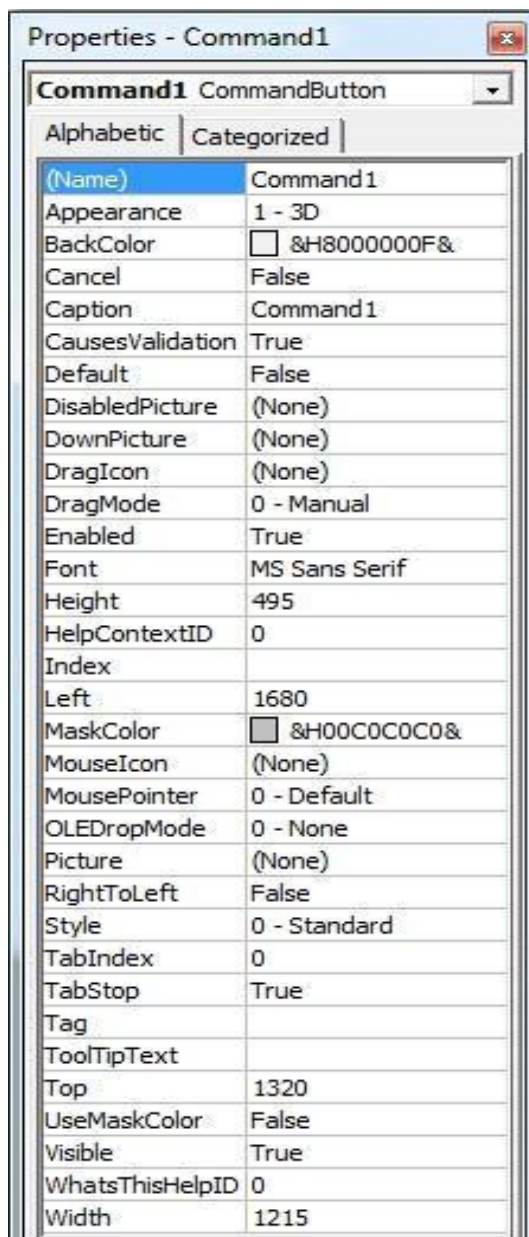 Properties - Command1
Command1 CommandButton
Alphabetic Categorized
(Name) Command1
Appearance 1 - 3D
BackColor &H8000000F&
Cancel False
Caption Command1
CausesValidation True
Default False
DisabledPicture (None)
DownPicture (None)
DragIcon (None)
DragMode 0 - Manual
Enabled True
Font MS Sans Serif
Height 495
HelpContextID 0
Index
Left 1680
MaskColor &H00C0C0C0&
MouseIcon (None)
MousePointer 0 - Default
OLEDropMode 0 - None
Picture (None)
RightToLeft False
Style 0 - Standard
TabIndex 0
TabStop True
Tag
ToolTipText
Top 1320
UseMaskColor False
Visible True
WhatsThisHelpID 0
Width 1215